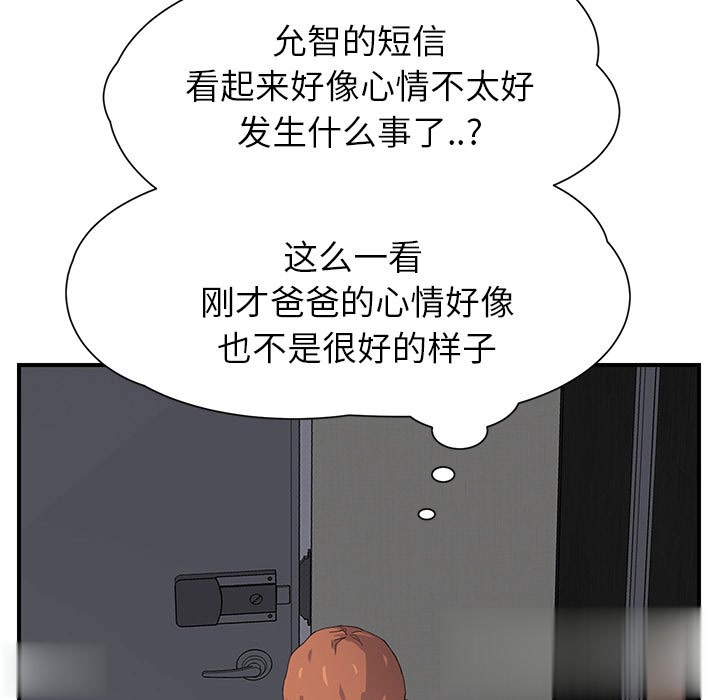 允智的短信
看起来好像心情不太好
发生什么事了..?
这么一看
刚才爸爸的心情好像
也不是很好的样子